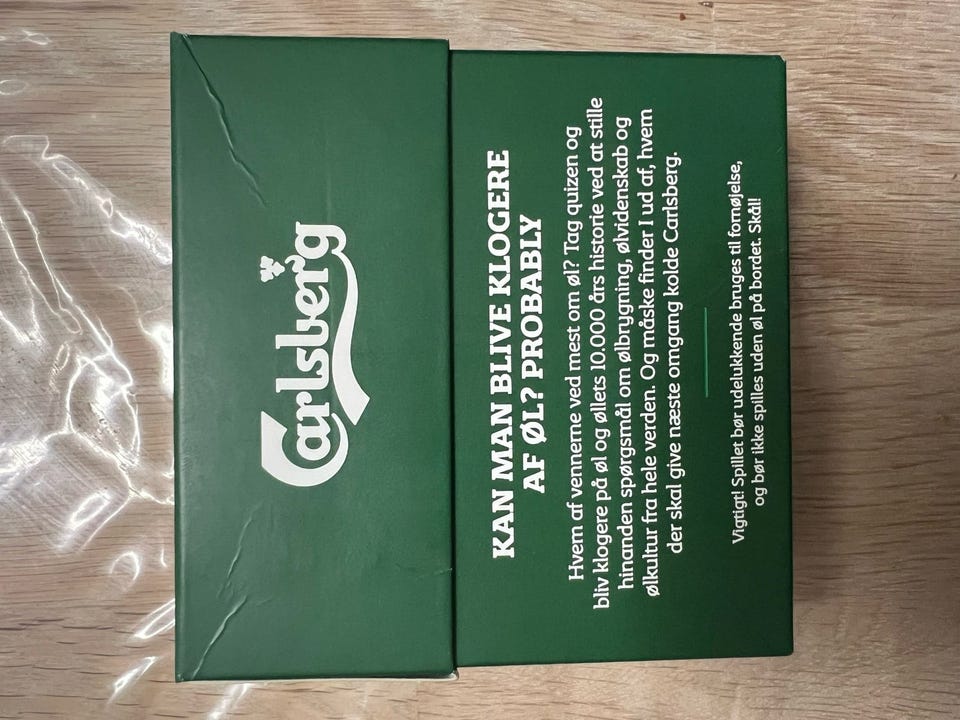 Carlsberg
KAN MAN BLIVE KLOGERE
AF ØL? PROBABLY
Hvem af vennerne ved mest om øl? Tag quizen og
bliv klogere på øl og øllets 10.000 års historie ved at stille
hinanden spørgsmål om ølbrygning, ølvidenskab og
ølkultur fra hele verden. Og måske finder I ud af, hvem
der skal give næste omgang kolde Carlsberg.
Vigtigt! Spillet bør udelukkende bruges til fornøjelse,
og bør ikke spilles uden øl på bordet. Skål!